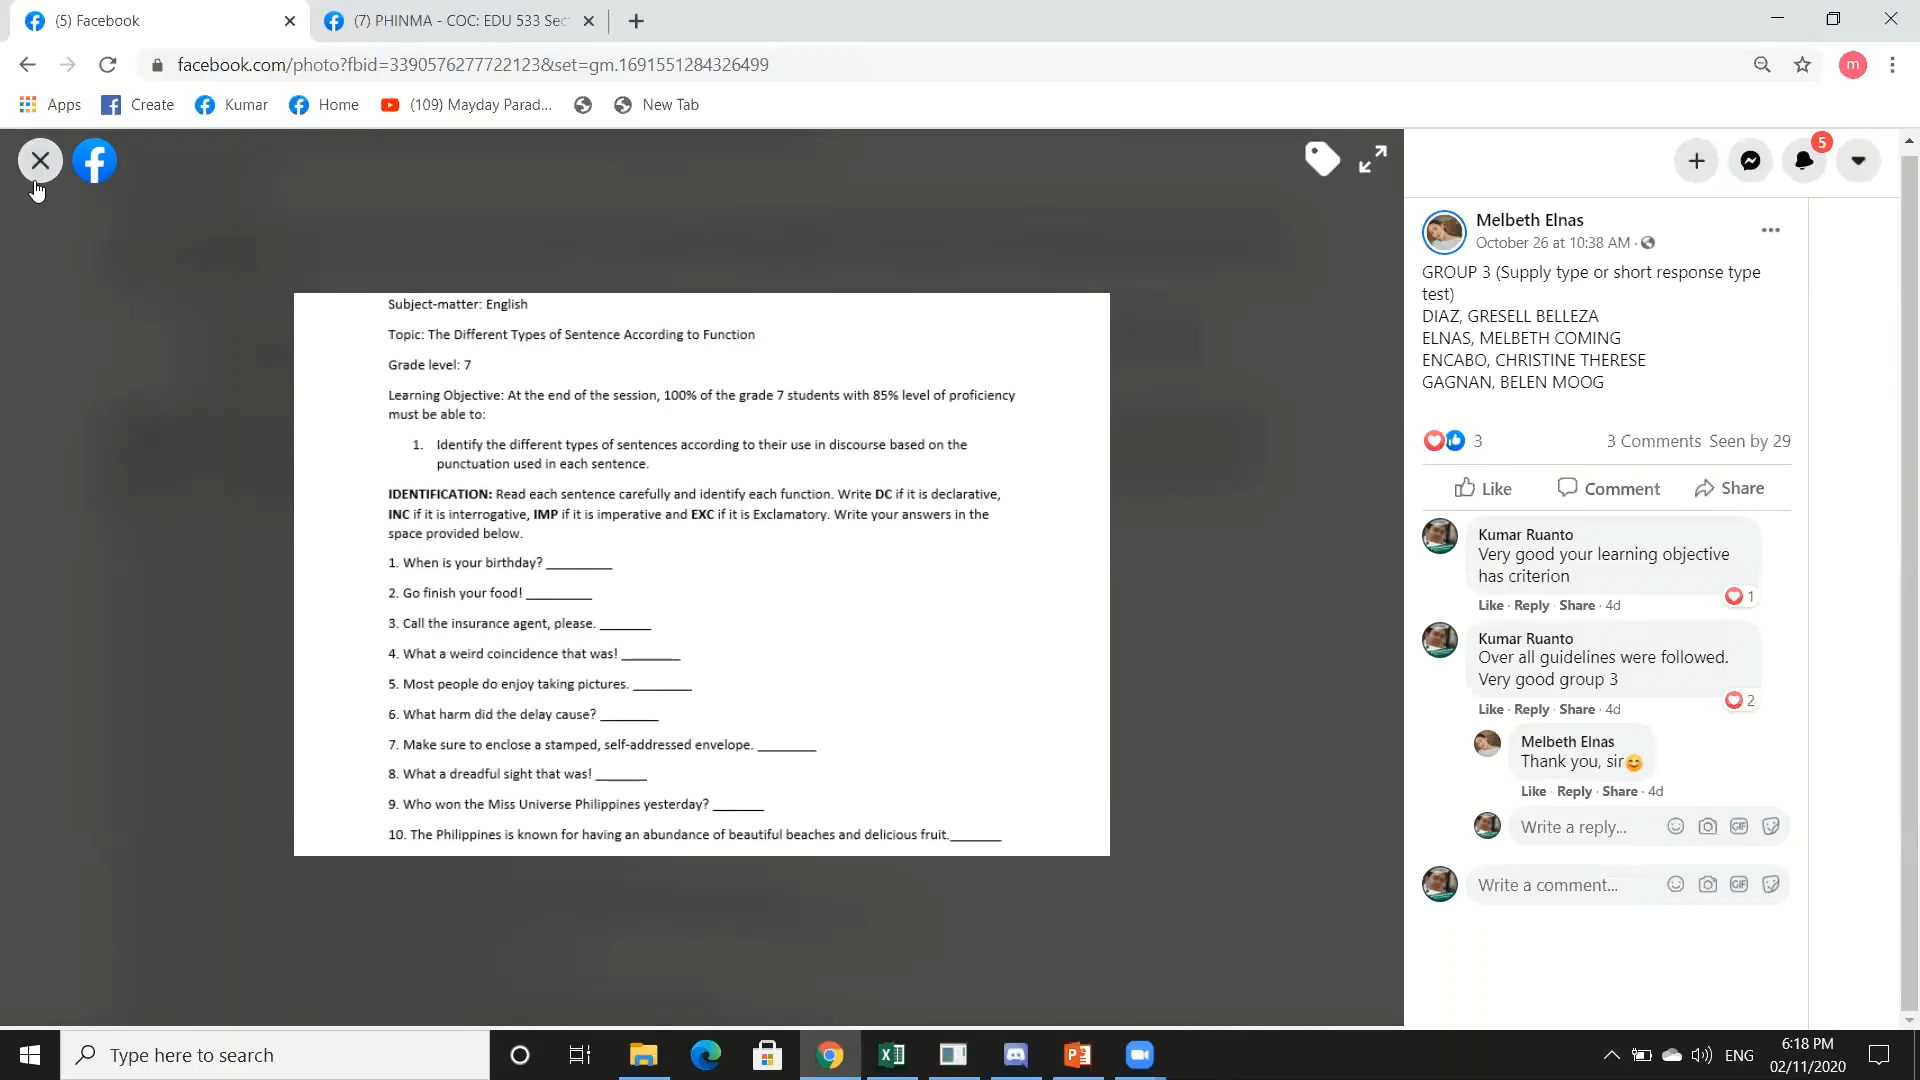 (5) Facebook
(7) PHINMA - COC: EDU 533 Sec
facebook.com/photo?fbid=3390576277722123&set=gm.1691551284326499
m
Apps
Create
Kumar
Home
(109) Mayday Parad...
New Tab
5
Subject-matter: English
Topic: The Different Types of Sentence According to Function
Grade level: 7
Learning Objective: At the end of the session, 100% of the grade 7 students with 85% level of proficiency
must be able to:
1. Identify the different types of sentences according to their use in discourse based on the
punctuation used in each sentence.
IDENTIFICATION: Read each sentence carefully and identify each function. Write DC if it is declarative,
INC if it is interrogative, IMP if it is imperative and EXC if it is Exclamatory. Write your answers in the
space provided below.
1. When is your birthday? _________
2. Go finish your food! _________
3. Call the insurance agent, please. _______
4. What a weird coincidence that was! ________
5. Most people do enjoy taking pictures. ________
6. What harm did the delay cause? ________
7. Make sure to enclose a stamped, self-addressed envelope. ________
8. What a dreadful sight that was! _______
9. Who won the Miss Universe Philippines yesterday? _______
10. The Philippines is known for having an abundance of beautiful beaches and delicious fruit._______
Melbeth Elnas
October 26 at 10:38 AM ·
GROUP 3 (Supply type or short response type
test)
DIAZ, GRESELL BELLEZA
ELNAS, MELBETH COMING
ENCABO, CHRISTINE THERESE
GAGNAN, BELEN MOOG
3
3 Comments Seen by 29
Like
Comment
Share
Kumar Ruanto
Very good your learning objective
has criterion
1
Like · Reply · Share · 4d
Kumar Ruanto
Over all guidelines were followed.
Very good group 3
2
Like · Reply · Share · 4d
Melbeth Elnas
Thank you, sir😊
Like · Reply · Share · 4d
Write a reply...
GIF
Write a comment...
GIF
Type here to search
ENG
6:18 PM
02/11/2020